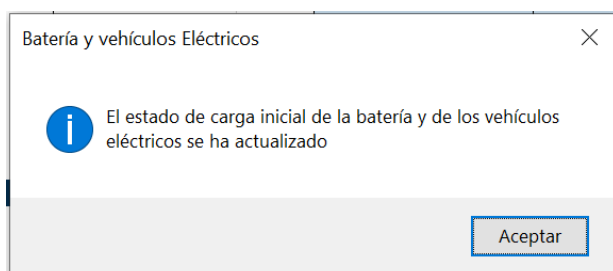 Batería y vehículos Eléctricos
El estado de carga inicial de la batería y de los vehículos
eléctricos se ha actualizado
Aceptar